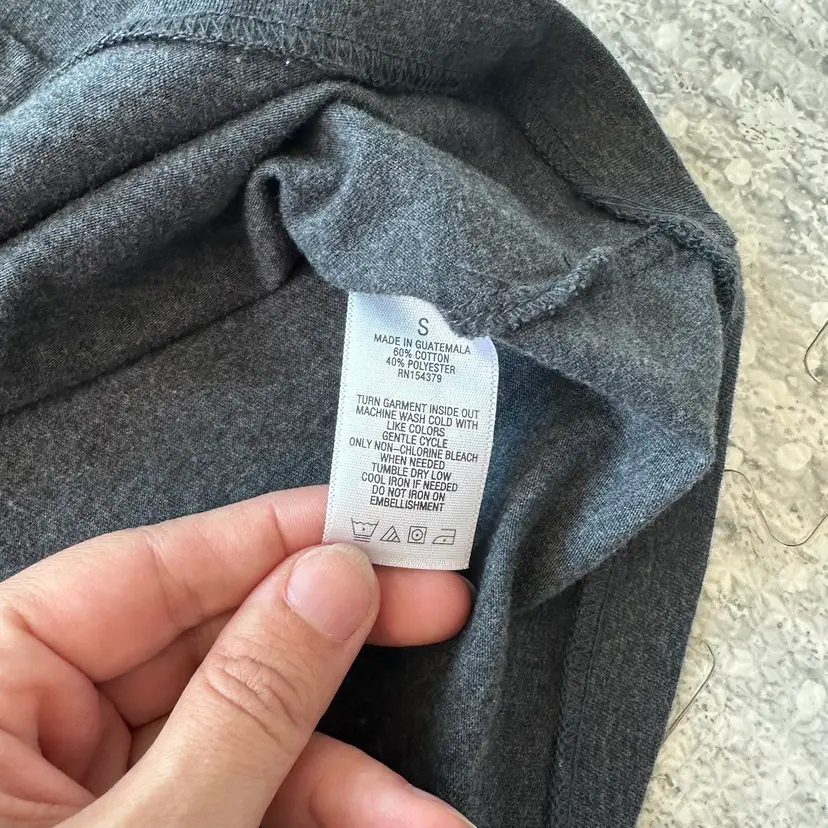 S
MADE IN GUATEMALA
60% COTTON
40% POLYESTER
RN154379
TURN GARMENT INSIDE OUT
MACHINE WASH COLD WITH
LIKE COLORS
GENTLE CYCLE
ONLY NON-CHLORINE BLEACH
WHEN NEEDED
TUMBLE DRY LOW
COOL IRON IF NEEDED
DO NOT IRON ON
EMBELLISHMENT